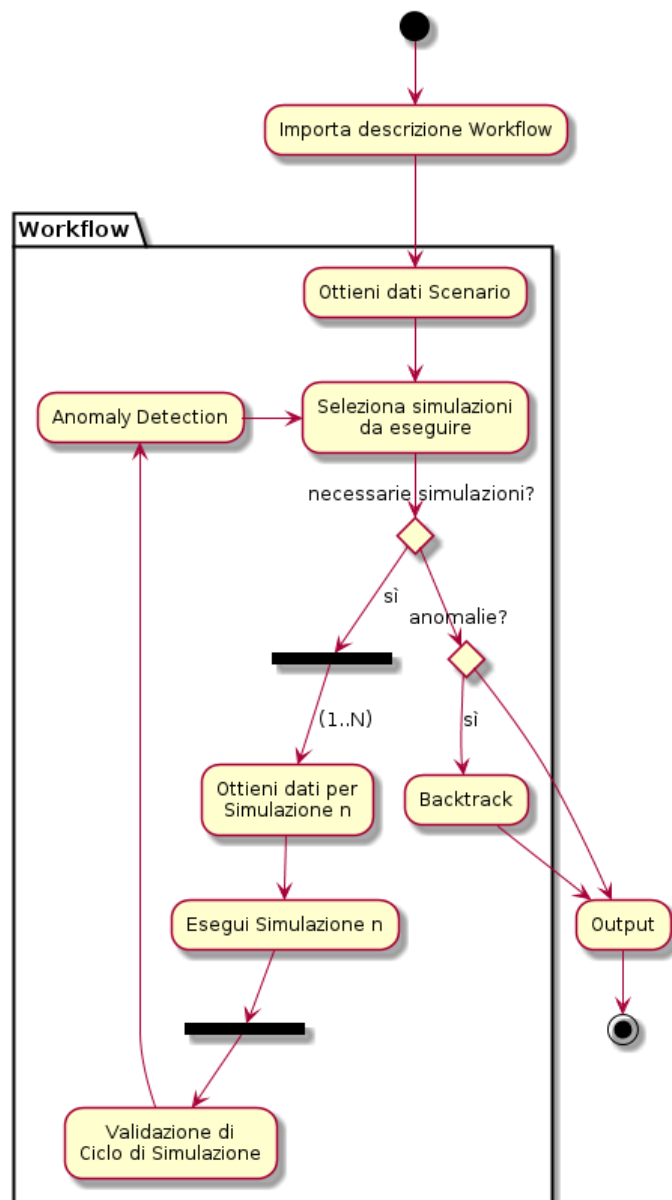 Importa descrizione Workflow
Workflow
Ottieni dati Scenario
Anomaly Detection
Seleziona simulazioni
da eseguire
necessarie simulazioni?
sì
anomalie?
(1..N)
sì
Ottieni dati per
Simulazione n
Backtrack
Esegui Simulazione n
Output
Validazione di
Ciclo di Simulazione